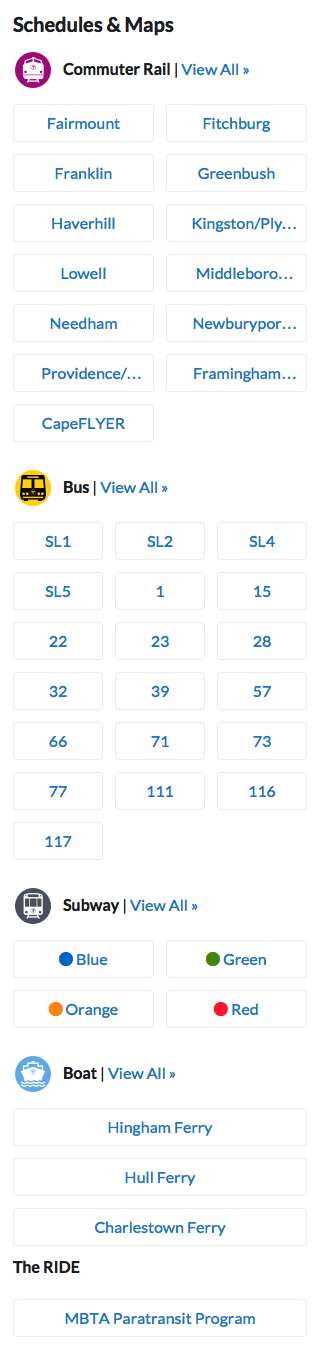 Schedules & Maps
Commuter Rail | View All »
Fairmount Fitchburg
Franklin Greenbush
Haverhill Kingston/Ply...
Lowell Middleboro...
Needham Newburypor...
Providence/... Framingham...
CapeFLYER
Bus | View All »
SL1 SL2 SL4
SL5 1 15
22 23 28
32 39 57
66 71 73
77 111 116
117
Subway | View All »
Blue Green
Orange Red
Boat | View All »
Hingham Ferry
Hull Ferry
Charlestown Ferry
The RIDE
MBTA Paratransit Program